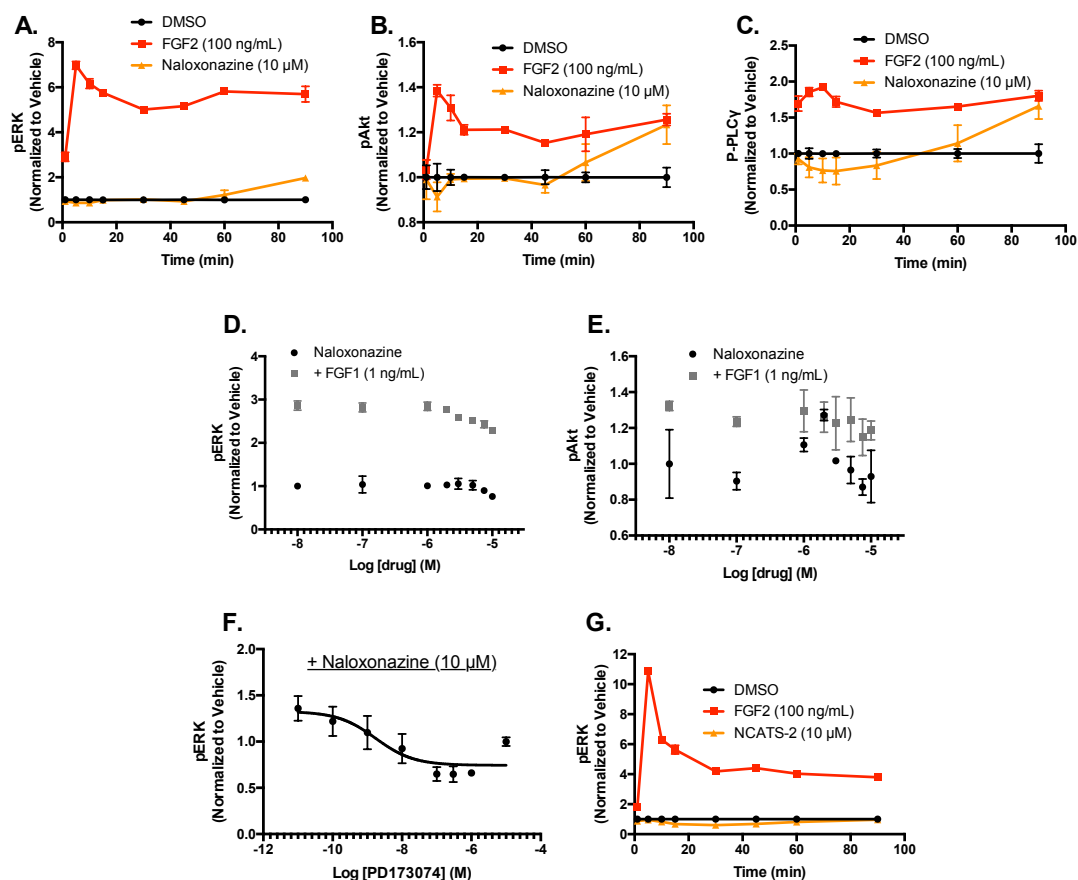 A.
DMSO
FGF2 (100 ng/mL)
Naloxonazine (10 µM)
pERK
(Normalized to Vehicle)
8
6
4
2
0
0 20 40 60 80 100
Time (min)
B.
DMSO
FGF2 (100 ng/mL)
Naloxonazine (10 µM)
pAkt
(Normalized to Vehicle)
1.6
1.4
1.2
1.0
0.8
0 20 40 60 80 100
Time (min)
C.
DMSO
FGF2 (100 ng/mL)
Naloxonazine (10 µM)
P-PLCγ
(Normalized to Vehicle)
2.5
2.0
1.5
1.0
0.5
0.0
0 20 40 60 80 100
Time (min)
D.
Naloxonazine
+ FGF1 (1 ng/mL)
pERK
(Normalized to Vehicle)
4
3
2
1
0
-8 -7 -6 -5
Log [drug] (M)
E.
Naloxonazine
+ FGF1 (1 ng/mL)
pAkt
(Normalized to Vehicle)
1.6
1.4
1.2
1.0
0.8
0.6
-8 -7 -6 -5
Log [drug] (M)
F.
+ Naloxonazine (10 µM)
pERK
(Normalized to Vehicle)
2.0
1.5
1.0
0.5
0.0
-12 -10 -8 -6 -4
Log [PD173074] (M)
G.
DMSO
FGF2 (100 ng/mL)
NCATS-2 (10 µM)
pERK
(Normalized to Vehicle)
12
10
8
6
4
2
0
0 20 40 60 80 100
Time (min)